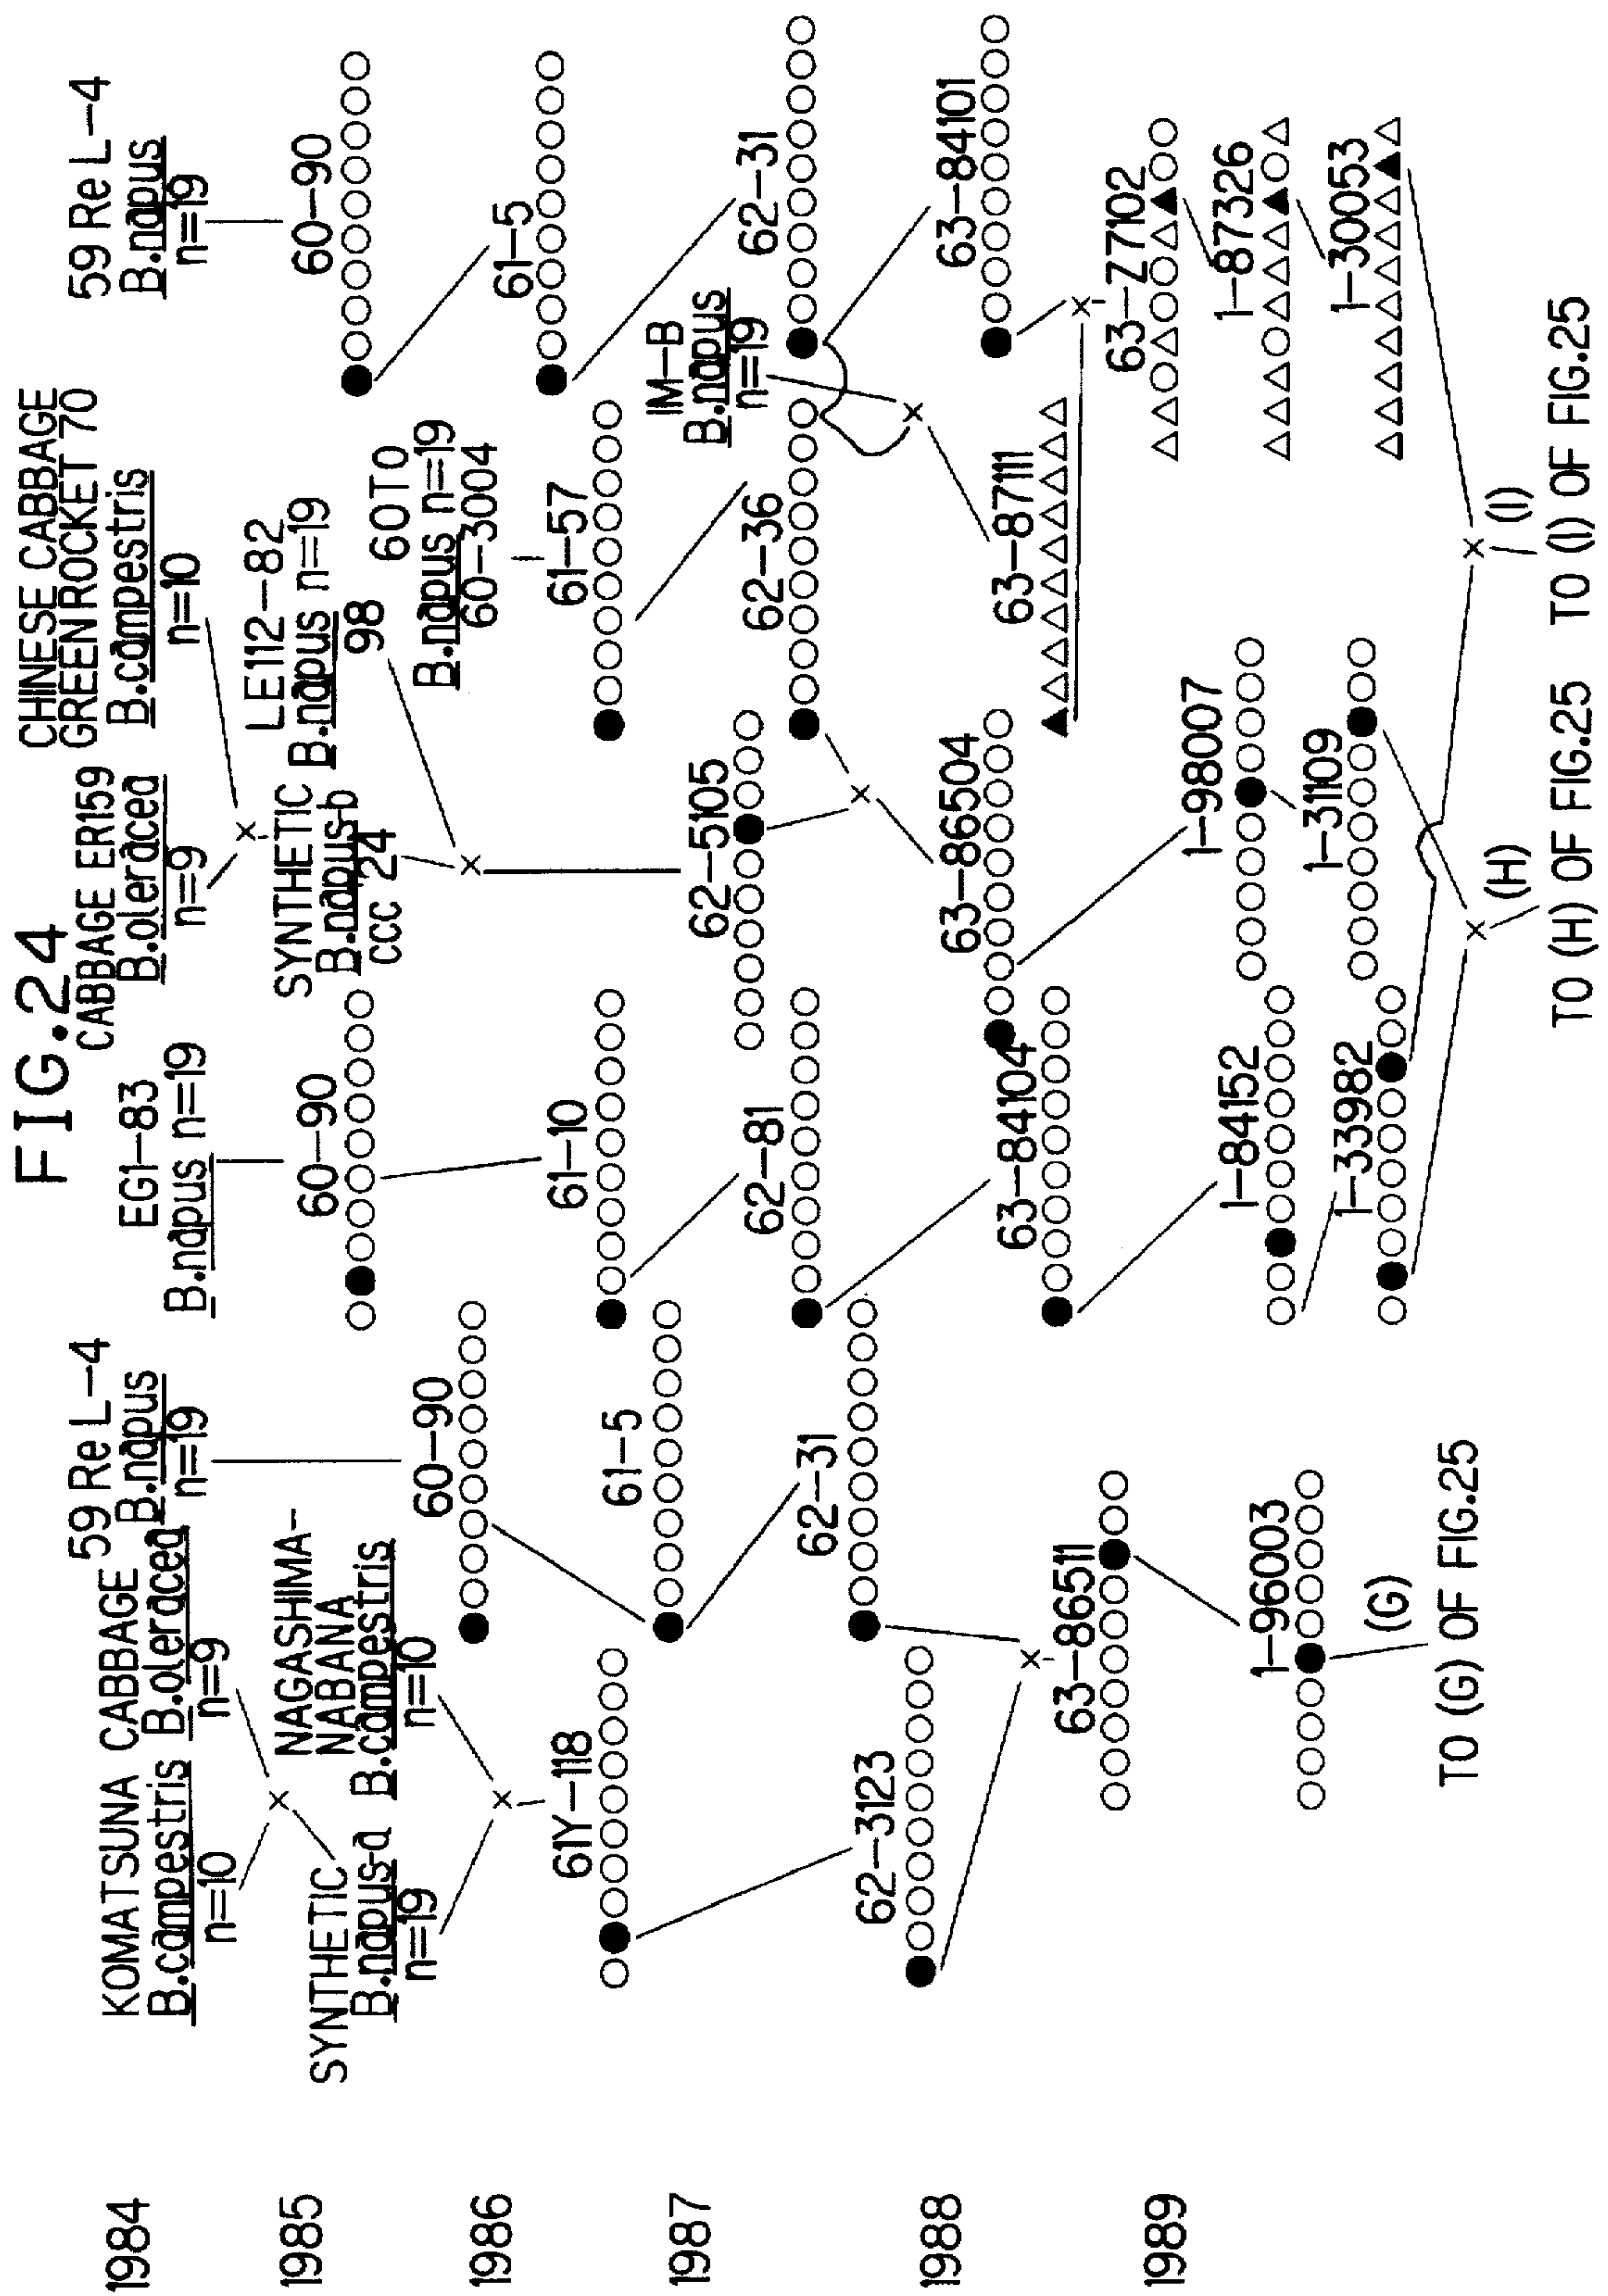 FIG.24
CHINESE CABBAGE
GREEN ROCKET 70
B.campestris
n=10
CABBAGE ER159
B.oleracea
n=9
59 Re L-4
B.napus
n=19
EG1-83
B.napus n=19
59 Re L-4
B.napus
n=19
KOMATSUNA CABBAGE
B.campestris B.oleracea
n=10 n=9
1984
LE112-82
B.napus n=19
98
SYNTHETIC
B.napus-b
CCC 24
NAGASHIMA-
NABANA
B.campestris
n=10
SYNTHETIC
B.napus-a
n=19
1985
60-90
60-90
60TO
B.napus n=19
60-3004
60-90
1986
61-5
61-57
61-10
61Y-118
61-5
1987
IM-B
B.napus
n=19
62-31
62-5105
62-36
62-81
62-31
62-3123
1988
63-84101
63-87111
63-86504
63-84104
63-86511
1989
63-Z7102
1-87326
1-30053
1-98007
1-31109
1-84152
1-33982
1-96003
(G)
(H)
(I)
TO (G) OF FIG.25
TO (H) OF FIG.25
TO (I) OF FIG.25